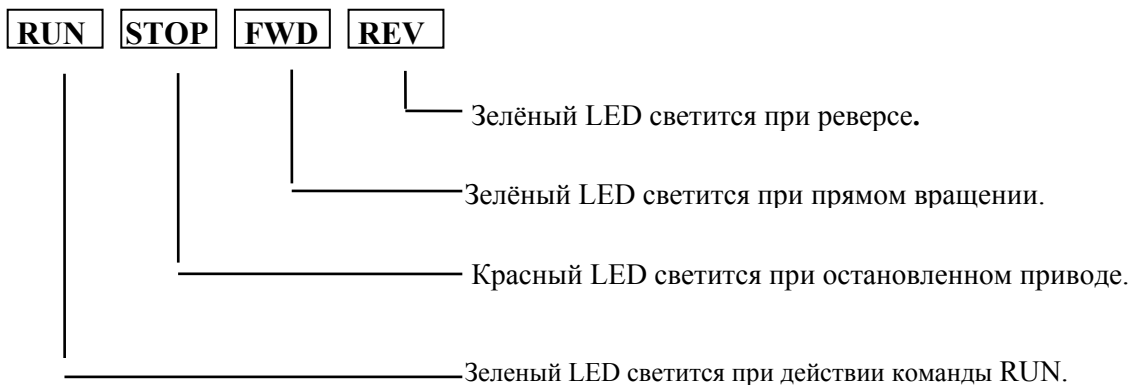 RUN STOP FWD REV
Зелёный LED светится при реверсе.
Зелёный LED светится при прямом вращении.
Красный LED светится при остановленном приводе.
Зеленый LED светится при действии команды RUN.